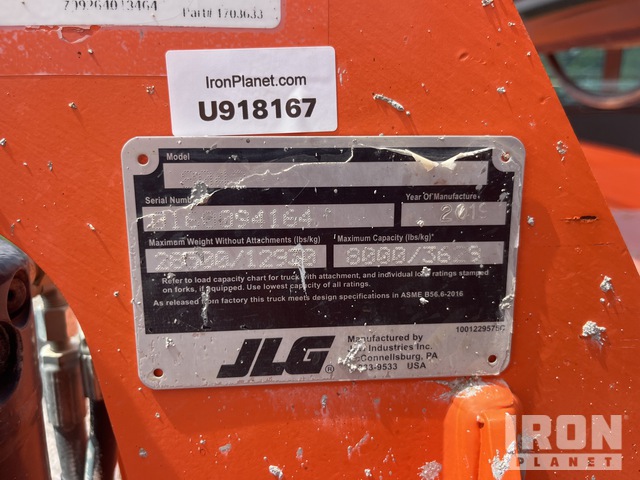 Part# 1703633
IronPlanet.com
U918167
Model
Serial Number
Year Of Manufacture
Maximum Weight Without Attachments (lbs/kg)
Maximum Capacity (lbs/kg)*
Refer to load capacity chart for truck with attachment, and individual load ratings stamped
on forks, if equipped. Use lowest capacity of all ratings.
As released from factory this truck meets design specifications in ASME B56.6-2016
JLG®
Manufactured by
Industries Inc.
PA
USA
IRON
PLANET